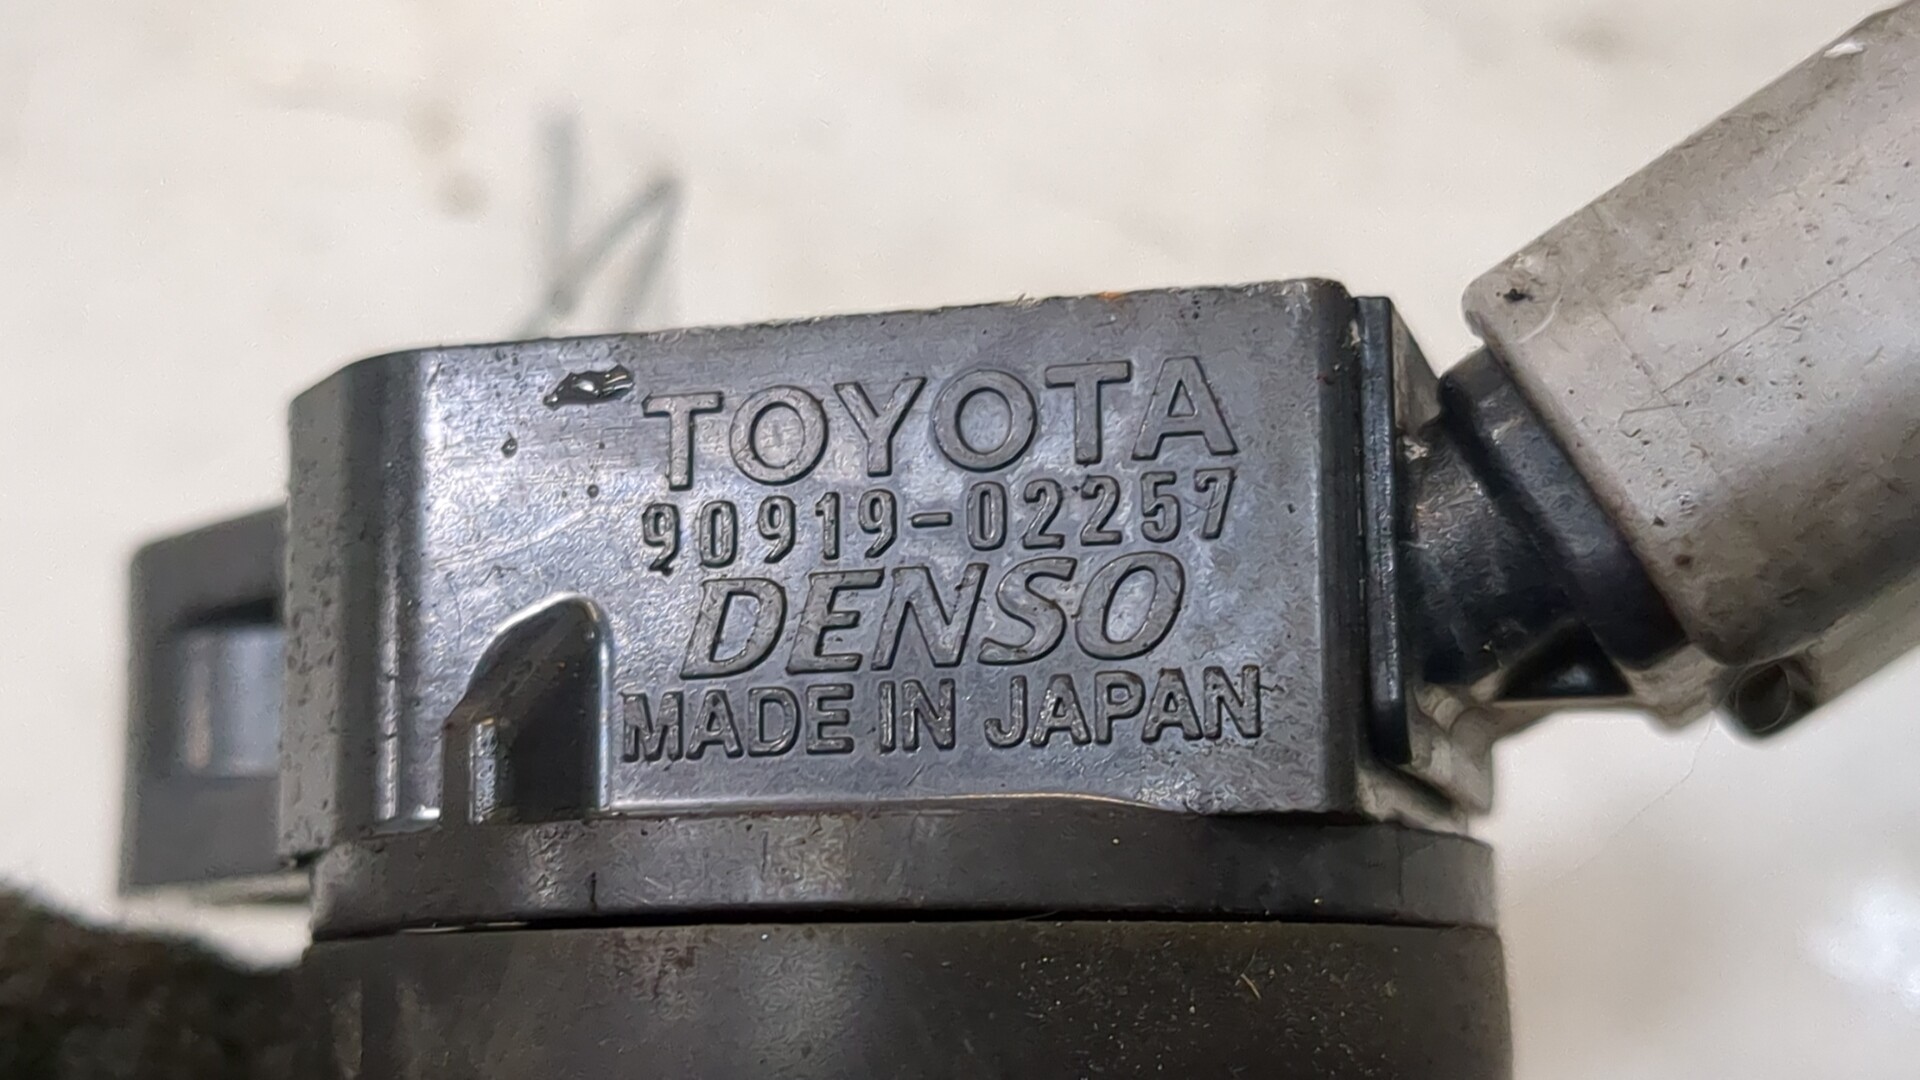 TOYOTA
90919-02257
DENSO
MADE IN JAPAN